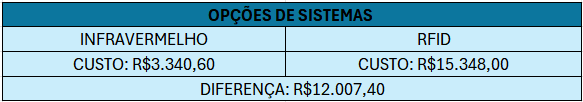 OPÇÕES DE SISTEMAS
INFRAVERMELHO RFID
CUSTO: R$3.340,60 CUSTO: R$15.348,00
DIFERENÇA: R$12.007,40